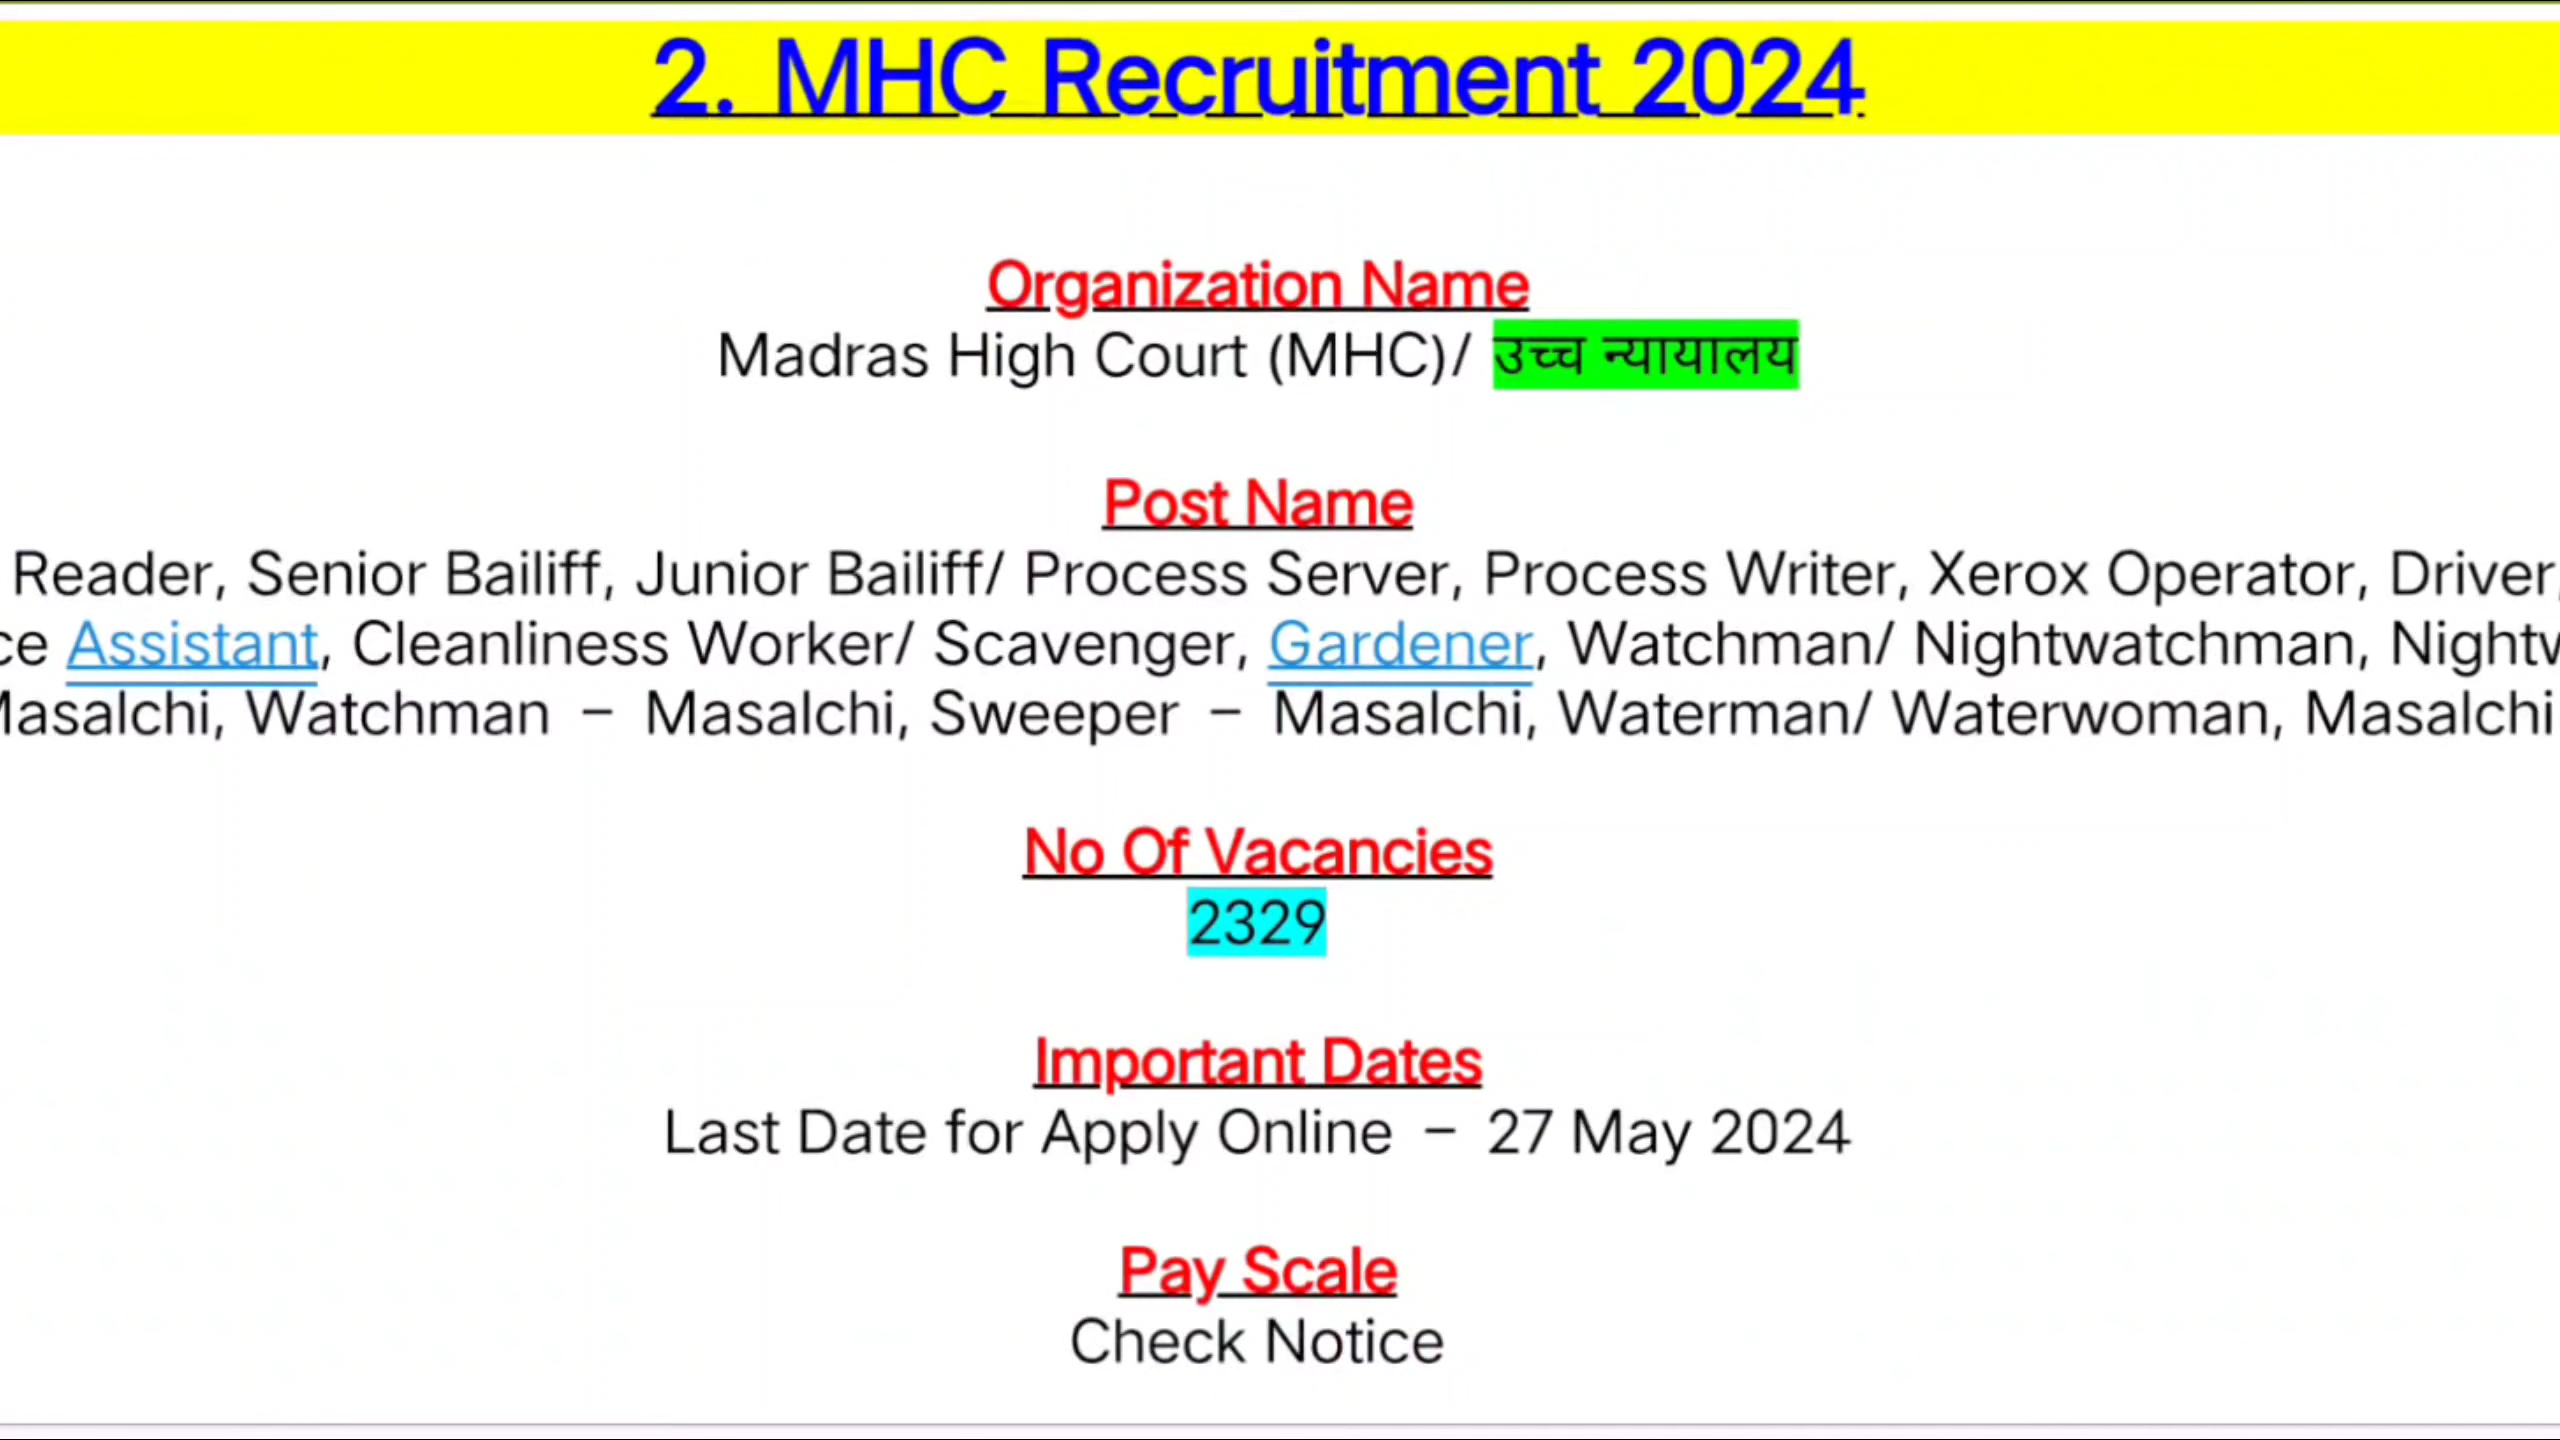 2. MHC Recruitment 2024
Organization Name
Madras High Court (MHC)/ उच्च न्यायालय
Post Name
Reader, Senior Bailiff, Junior Bailiff/ Process Server, Process Writer, Xerox Operator, Driver,
Assistant, Cleanliness Worker/ Scavenger, Gardener, Watchman/ Nightwatchman,
Masalchi, Watchman – Masalchi, Sweeper – Masalchi, Waterman/ Waterwoman, Masalchi
No Of Vacancies
2329
Important Dates
Last Date for Apply Online – 27 May 2024
Pay Scale
Check Notice